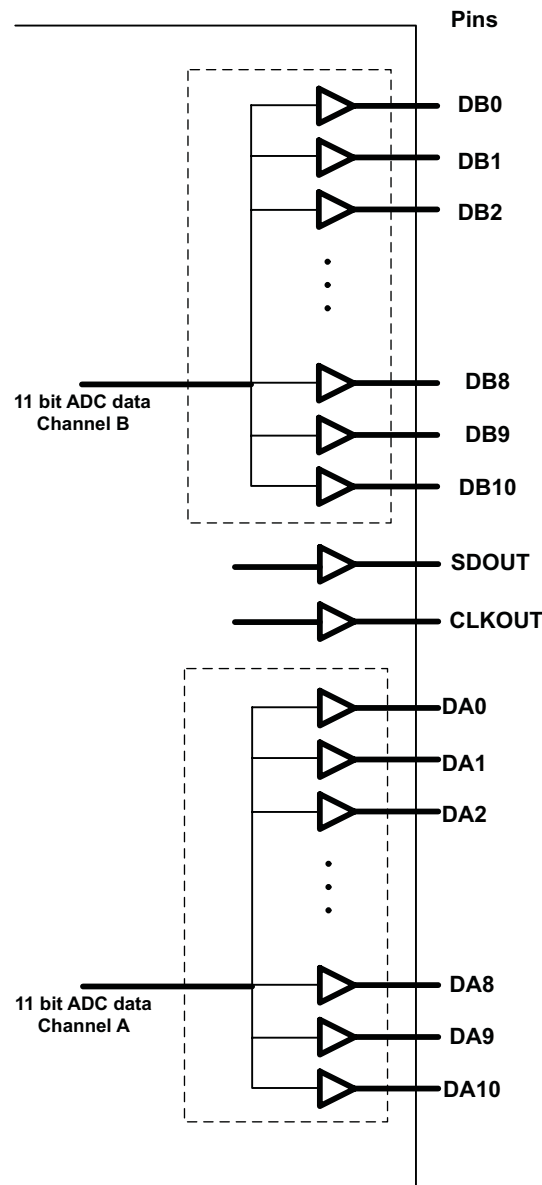 Pins
DB0
DB1
DB2
DB8
11 bit ADC data
Channel B
DB9
DB10
SDOUT
CLKOUT
DA0
DA1
DA2
DA8
11 bit ADC data
Channel A
DA9
DA10